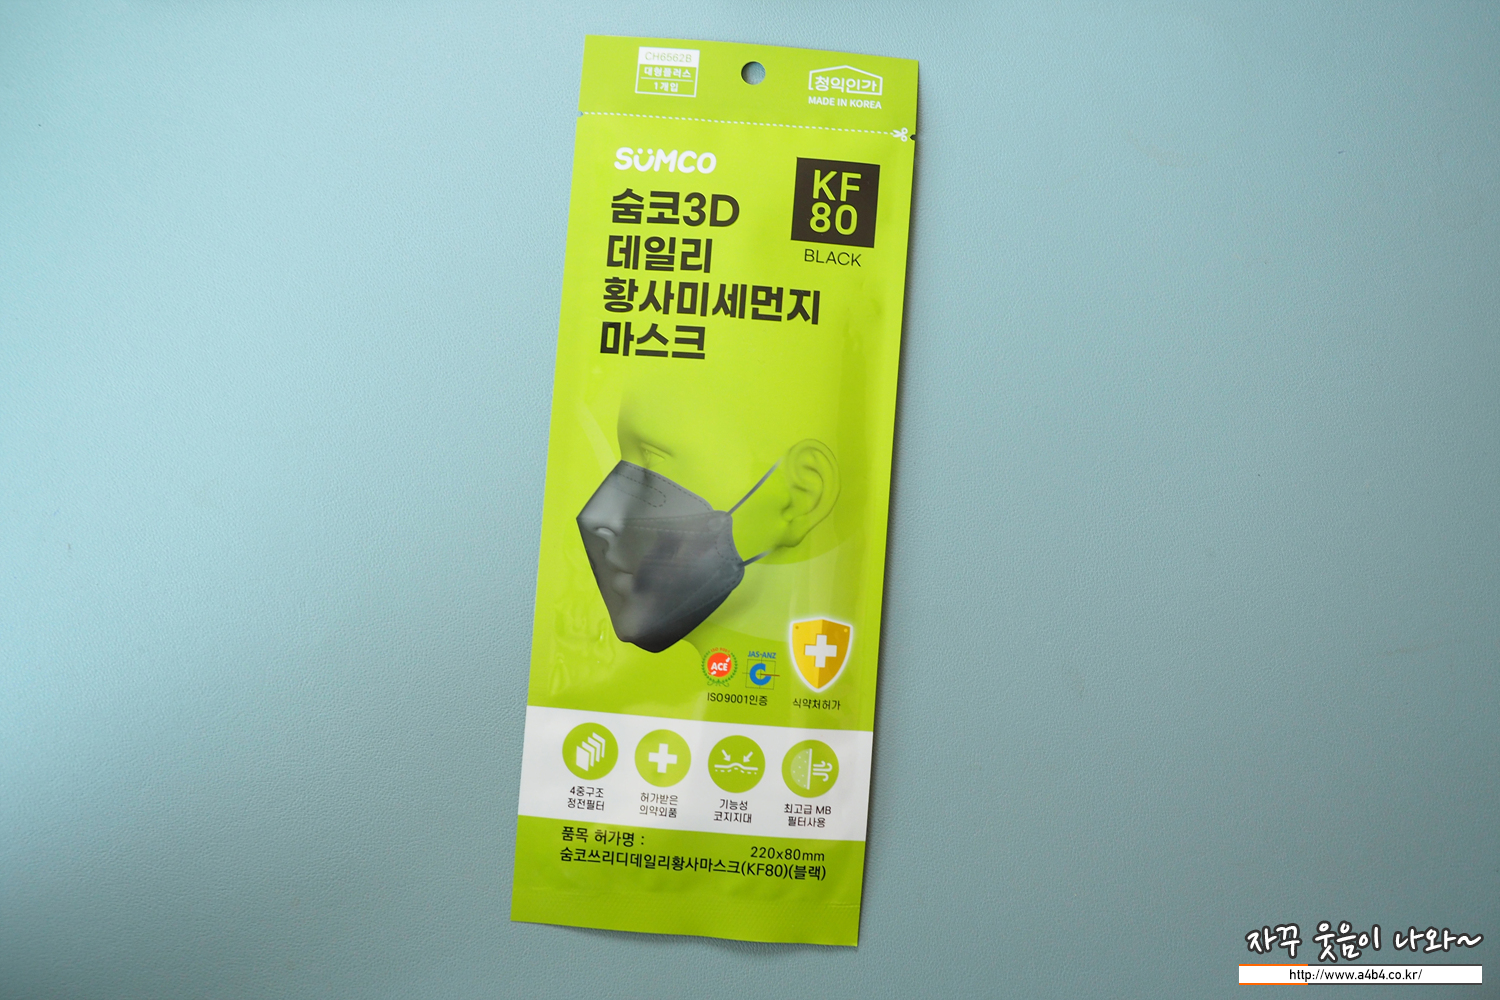 CH6562B
대형플러스
1개입
청익인가
MADE IN KOREA
SUMCO
숨코3D
데일리
황사미세먼지
마스크
KF
80
BLACK
ACE
JAS-ANZ
ISO9001인증
식약처허가
4중구조
정전필터
허가받은
의약외품
기능성
코지지대
최고급 MB
필터사용
품목 허가명 :
220x80mm
숨코쓰리디데일리황사마스크(KF80)(블랙)
자꾸 웃음이 나와~
http://www.a4b4.co.kr/